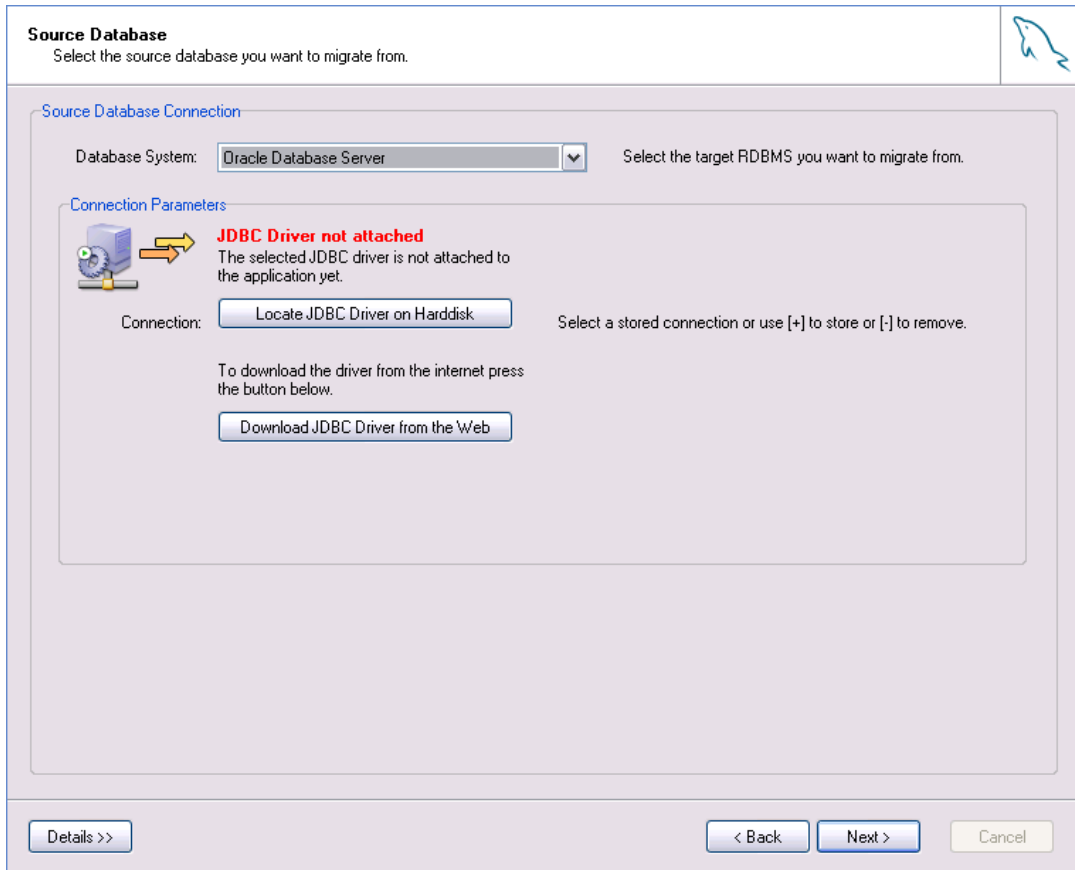 Source Database
Select the source database you want to migrate from.
Source Database Connection
Database System: Oracle Database Server Select the target RDBMS you want to migrate from.
Connection Parameters
JDBC Driver not attached
The selected JDBC driver is not attached to
the application yet.
Connection: Locate JDBC Driver on Harddisk Select a stored connection or use [+] to store or [-] to remove.
To download the driver from the internet press
the button below.
Download JDBC Driver from the Web
Details >> < Back Next > Cancel